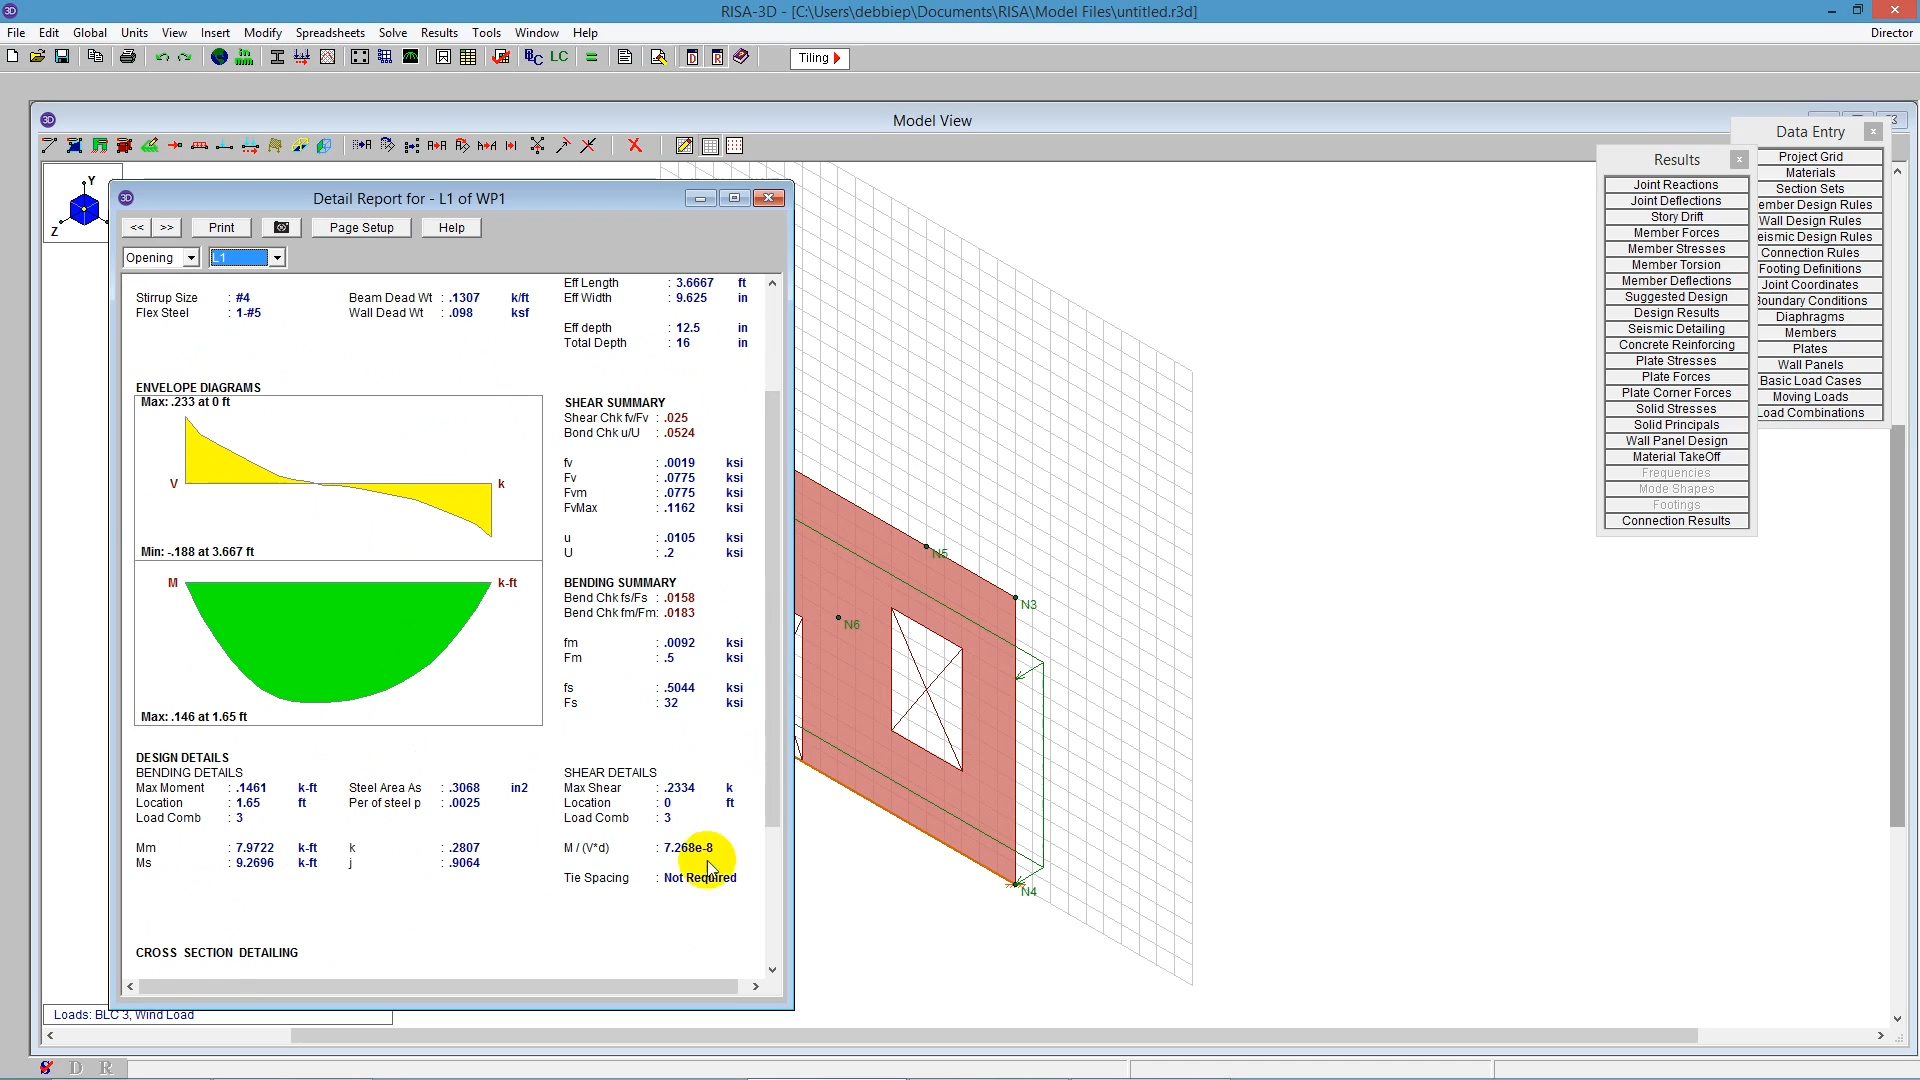 RISA-3D - [C:\Users\debbiep\Documents\RISA\Model Files\untitled.r3d]
File Edit Global Units View Insert Modify Spreadsheets Solve Results Tools Window Help Director
LC = D R Tiling
Model View
Data Entry
Project Grid
Materials
Section Sets
ember Design Rules
Wall Design Rules
eismic Design Rules
Connection Rules
Footing Definitions
Joint Coordinates
Boundary Conditions
Diaphragms
Members
Plates
Wall Panels
Basic Load Cases
Moving Loads
Load Combinations
Results
Joint Reactions
Joint Deflections
Story Drift
Member Forces
Member Stresses
Member Torsion
Member Deflections
Suggested Design
Design Results
Seismic Detailing
Concrete Reinforcing
Plate Stresses
Plate Forces
Plate Corner Forces
Solid Stresses
Solid Principals
Wall Panel Design
Material TakeOff
Frequencies
Mode Shapes
Footings
Connection Results
Y
Z
Detail Report for - L1 of WP1
<< >> Print Page Setup Help
Opening L1
Eff Length : 3.6667 ft
Stirrup Size : #4 Beam Dead Wt : .1307 k/ft Eff Width : 9.625 in
Flex Steel : 1-#5 Wall Dead Wt : .098 ksf
Eff depth : 12.5 in
Total Depth : 16 in
ENVELOPE DIAGRAMS
Max: .233 at 0 ft
V k
Min: -.188 at 3.667 ft
M k-ft
Max: .146 at 1.65 ft
SHEAR SUMMARY
Shear Chk fv/Fv : .025
Bond Chk u/U : .0524
fv : .0019 ksi
Fv : .0775 ksi
Fvm : .0775 ksi
FvMax : .1162 ksi
u : .0105 ksi
U : .2 ksi
BENDING SUMMARY
Bend Chk fs/Fs : .0158
Bend Chk fm/Fm: .0183
fm : .0092 ksi
Fm : .5 ksi
fs : .5044 ksi
Fs : 32 ksi
DESIGN DETAILS
BENDING DETAILS SHEAR DETAILS
Max Moment : .1461 k-ft Steel Area As : .3068 in2 Max Shear : .2334 k
Location : 1.65 ft Per of steel p : .0025 Location : 0 ft
Load Comb : 3 Load Comb : 3
Mm : 7.9722 k-ft k : .2807 M / (V*d) : 7.268e-8
Ms : 9.2696 k-ft j : .9064
Tie Spacing : Not Required
CROSS SECTION DETAILING
N5
N3
N6
N4
Loads: BLC 3, Wind Load
S D R